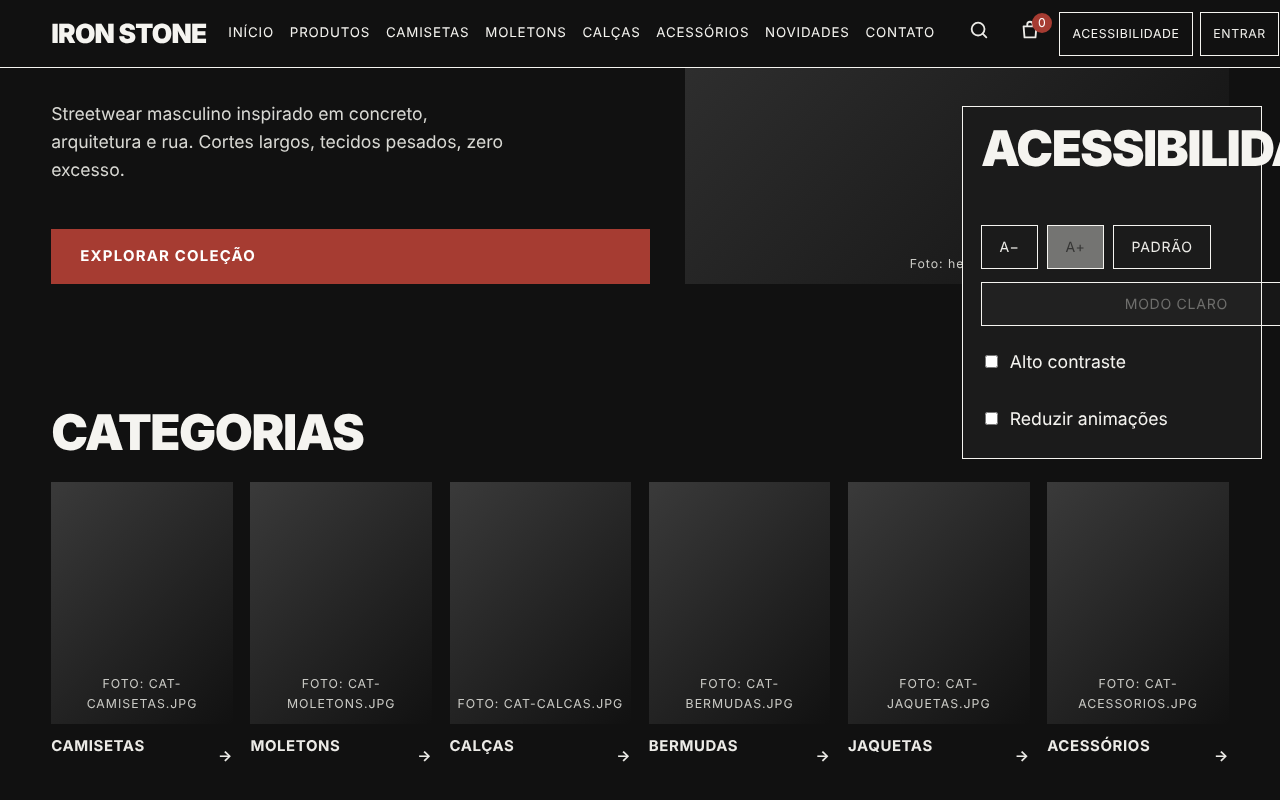 IRON STONE INÍCIO PRODUTOS CAMISETAS MOLETONS CALÇAS ACESSÓRIOS NOVIDADES CONTATO 0 ACESSIBILIDADE ENTRAR
Streetwear masculino inspirado em concreto,
arquitetura e rua. Cortes largos, tecidos pesados, zero
excesso.
EXPLORAR COLEÇÃO
Foto: he
ACESSIBILIDA
A− A+ PADRÃO
MODO CLARO
Alto contraste
Reduzir animações
CATEGORIAS
FOTO: CAT-
CAMISETAS.JPG
CAMISETAS →
FOTO: CAT-
MOLETONS.JPG
MOLETONS →
FOTO: CAT-CALCAS.JPG
CALÇAS →
FOTO: CAT-
BERMUDAS.JPG
BERMUDAS →
FOTO: CAT-
JAQUETAS.JPG
JAQUETAS →
FOTO: CAT-
ACESSORIOS.JPG
ACESSÓRIOS →